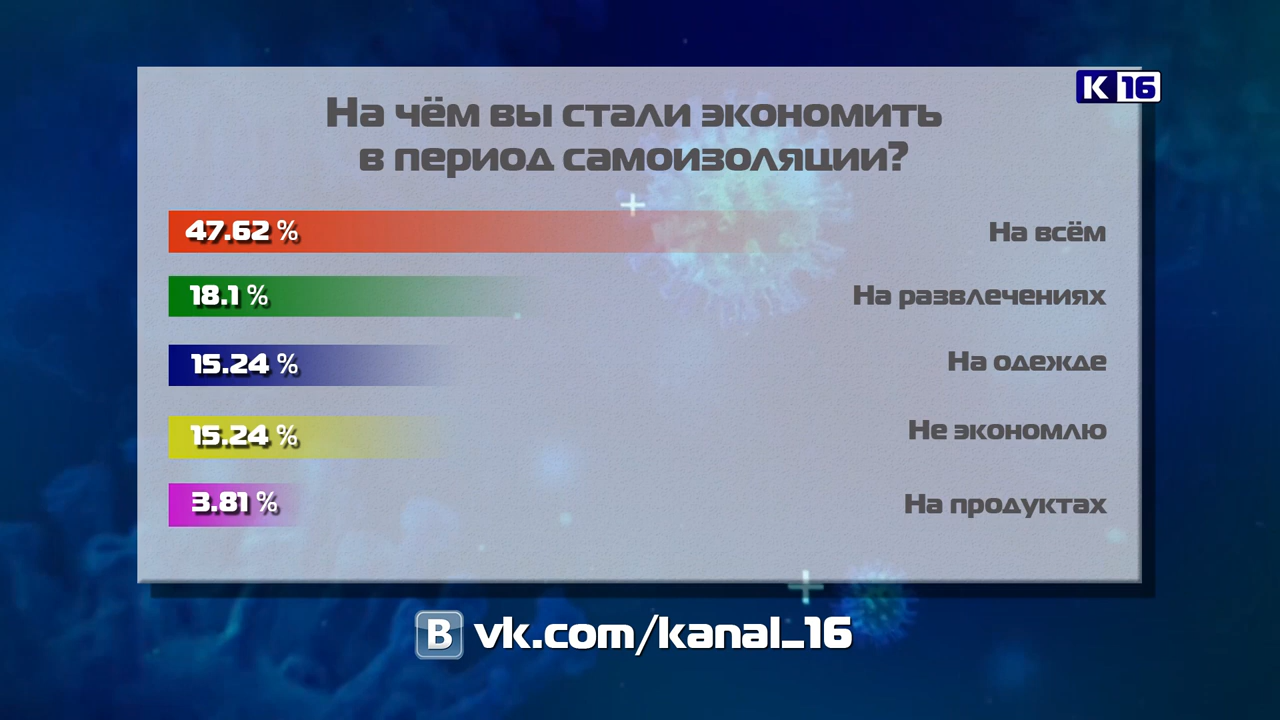 К 16
На чём вы стали экономить
в период самоизоляции?
47.62 % На всём
18.1 % На развлечениях
15.24 % На одежде
15.24 % Не экономлю
3.81 % На продуктах
В vk.com/kanal_16